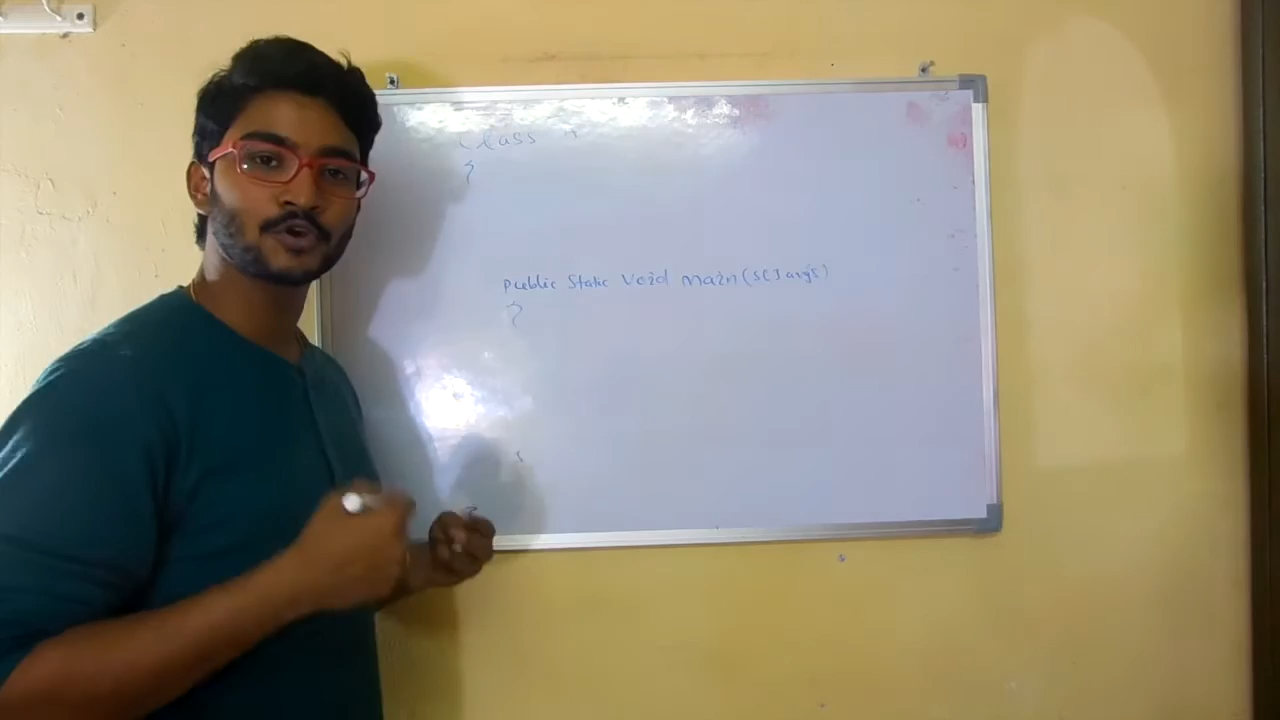 class
{
public static void main(S[] args)
{
}
}